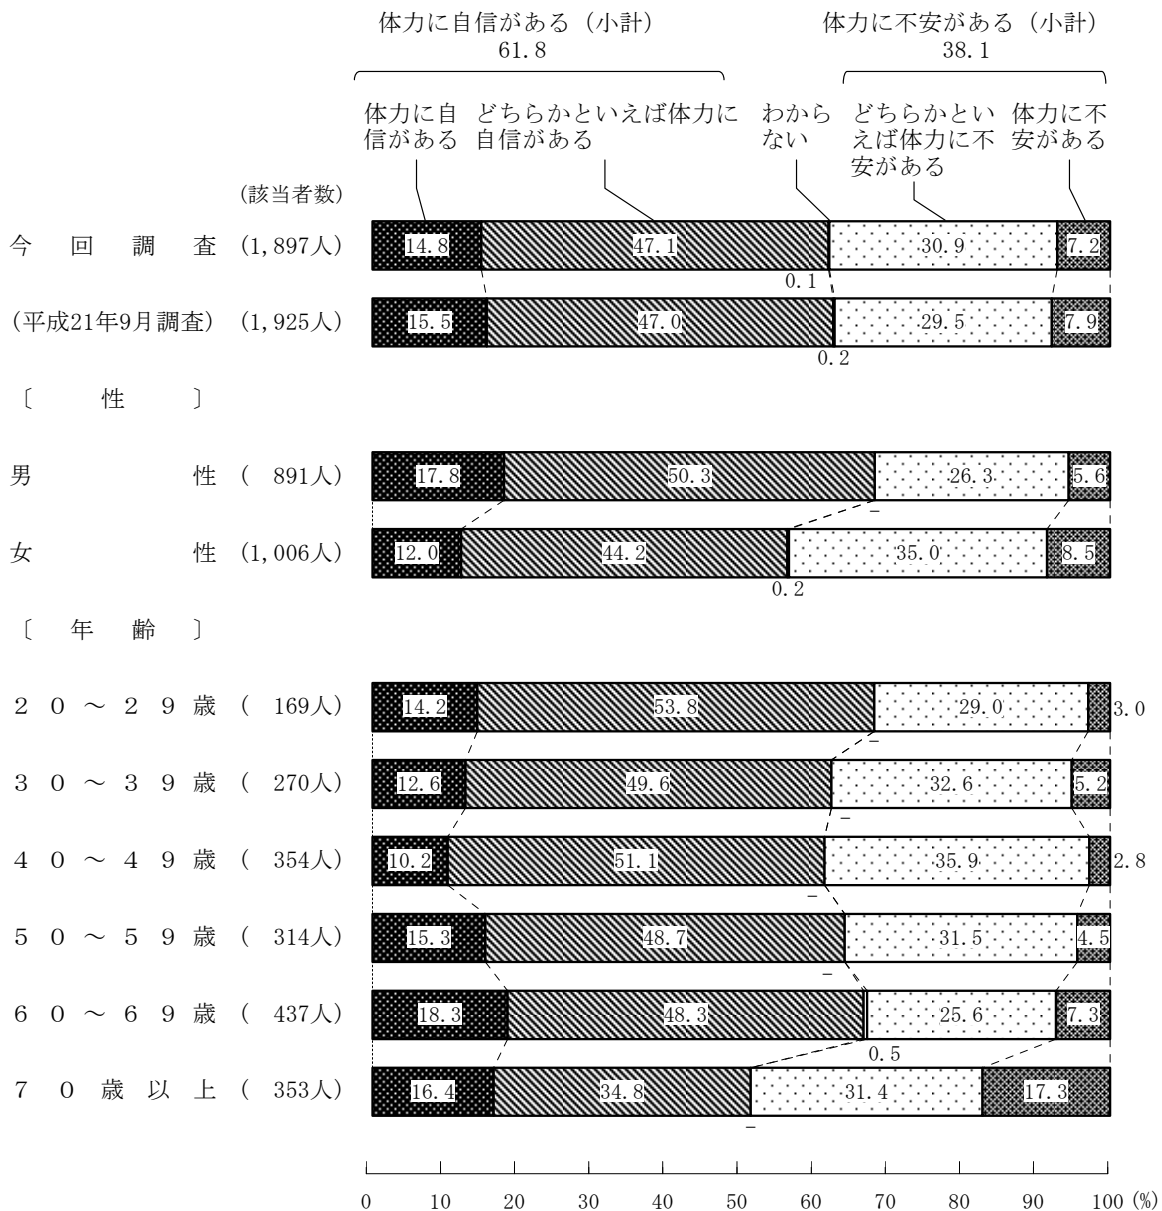 体力に自信がある（小計） 体力に不安がある（小計）
61.8 38.1
体力に自 どちらかといえば体力に わから どちらかとい 体力に不
信がある 自信がある ない えば体力に不 安がある
安がある
(該当者数)
今回調査 (1,897人) 14.8 47.1 30.9 7.2
0.1
(平成21年9月調査) (1,925人) 15.5 47.0 29.5 7.9
0.2
〔 性 〕
男性 ( 891人) 17.8 50.3 26.3 5.6
－
女性 (1,006人) 12.0 44.2 35.0 8.5
0.2
〔 年 齢 〕
２０～２９歳 ( 169人) 14.2 53.8 29.0 3.0
－
３０～３９歳 ( 270人) 12.6 49.6 32.6 5.2
－
４０～４９歳 ( 354人) 10.2 51.1 35.9 2.8
－
５０～５９歳 ( 314人) 15.3 48.7 31.5 4.5
－
６０～６９歳 ( 437人) 18.3 48.3 25.6 7.3
0.5
７０歳以上 ( 353人) 16.4 34.8 31.4 17.3
－
0 10 20 30 40 50 60 70 80 90 100 (%)